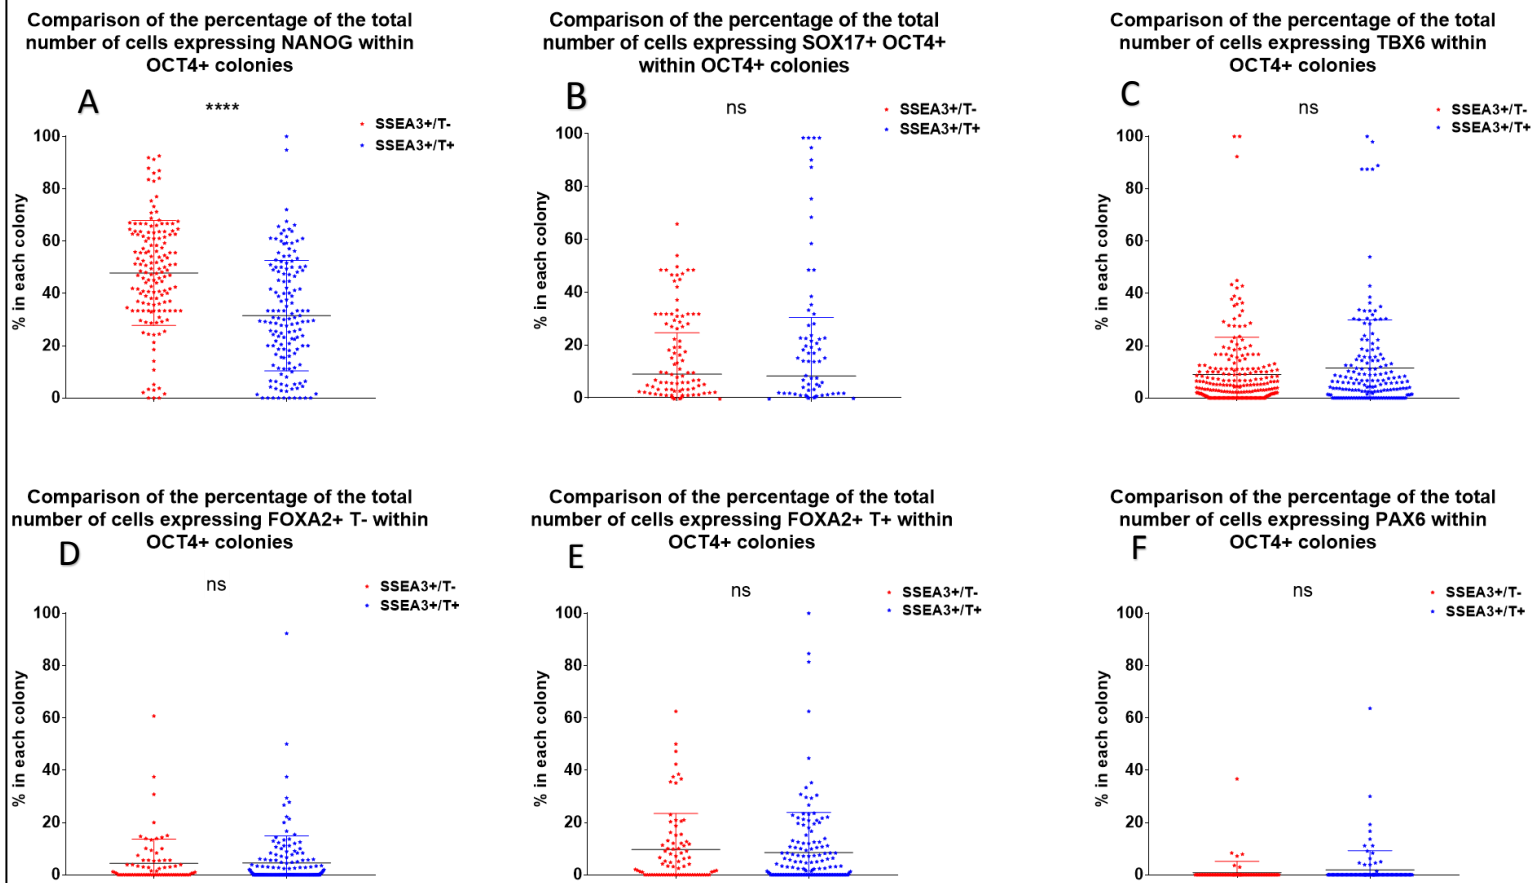 Comparison of the percentage of the total
number of cells expressing NANOG within
OCT4+ colonies
A
****
SSEA3+/T-
SSEA3+/T+
% in each colony
100
80
60
40
20
0
Comparison of the percentage of the total
number of cells expressing SOX17+ OCT4+
within OCT4+ colonies
B
ns
SSEA3+/T-
SSEA3+/T+
% in each colony
100
80
60
40
20
0
Comparison of the percentage of the total
number of cells expressing TBX6 within
OCT4+ colonies
C
ns
SSEA3+/T-
SSEA3+/T+
% in each colony
100
80
60
40
20
0
Comparison of the percentage of the total
number of cells expressing FOXA2+ T- within
OCT4+ colonies
D
ns
SSEA3+/T-
SSEA3+/T+
% in each colony
100
80
60
40
20
0
Comparison of the percentage of the total
number of cells expressing FOXA2+ T+ within
OCT4+ colonies
E
ns
SSEA3+/T-
SSEA3+/T+
% in each colony
100
80
60
40
20
0
Comparison of the percentage of the total
number of cells expressing PAX6 within
OCT4+ colonies
F
ns
SSEA3+/T-
SSEA3+/T+
% in each colony
100
80
60
40
20
0